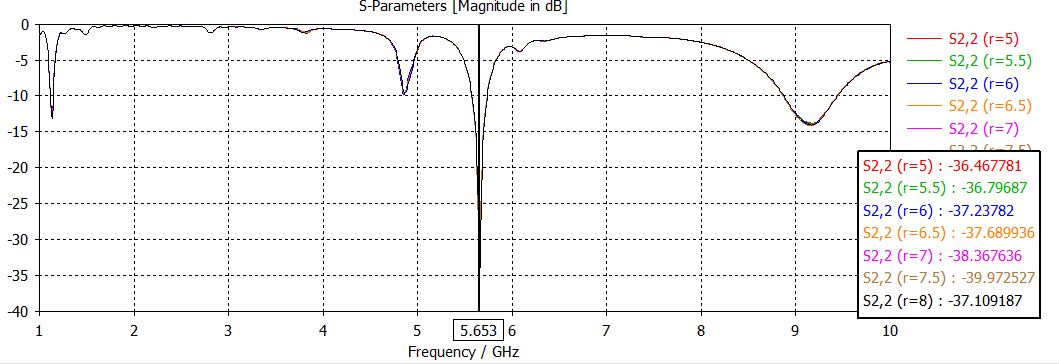 S-Parameters [Magnitude in dB]
0
-5
-10
-15
-20
-25
-30
-35
-40
1
2
3
4
5
5.653
6
7
8
9
10
Frequency / GHz
S2,2 (r=5)
S2,2 (r=5.5)
S2,2 (r=6)
S2,2 (r=6.5)
S2,2 (r=7)
S2,2 (r=7.5)
S2,2 (r=5) : -36.467781
S2,2 (r=5.5) : -36.79687
S2,2 (r=6) : -37.23782
S2,2 (r=6.5) : -37.689936
S2,2 (r=7) : -38.367636
S2,2 (r=7.5) : -39.972527
S2,2 (r=8) : -37.109187